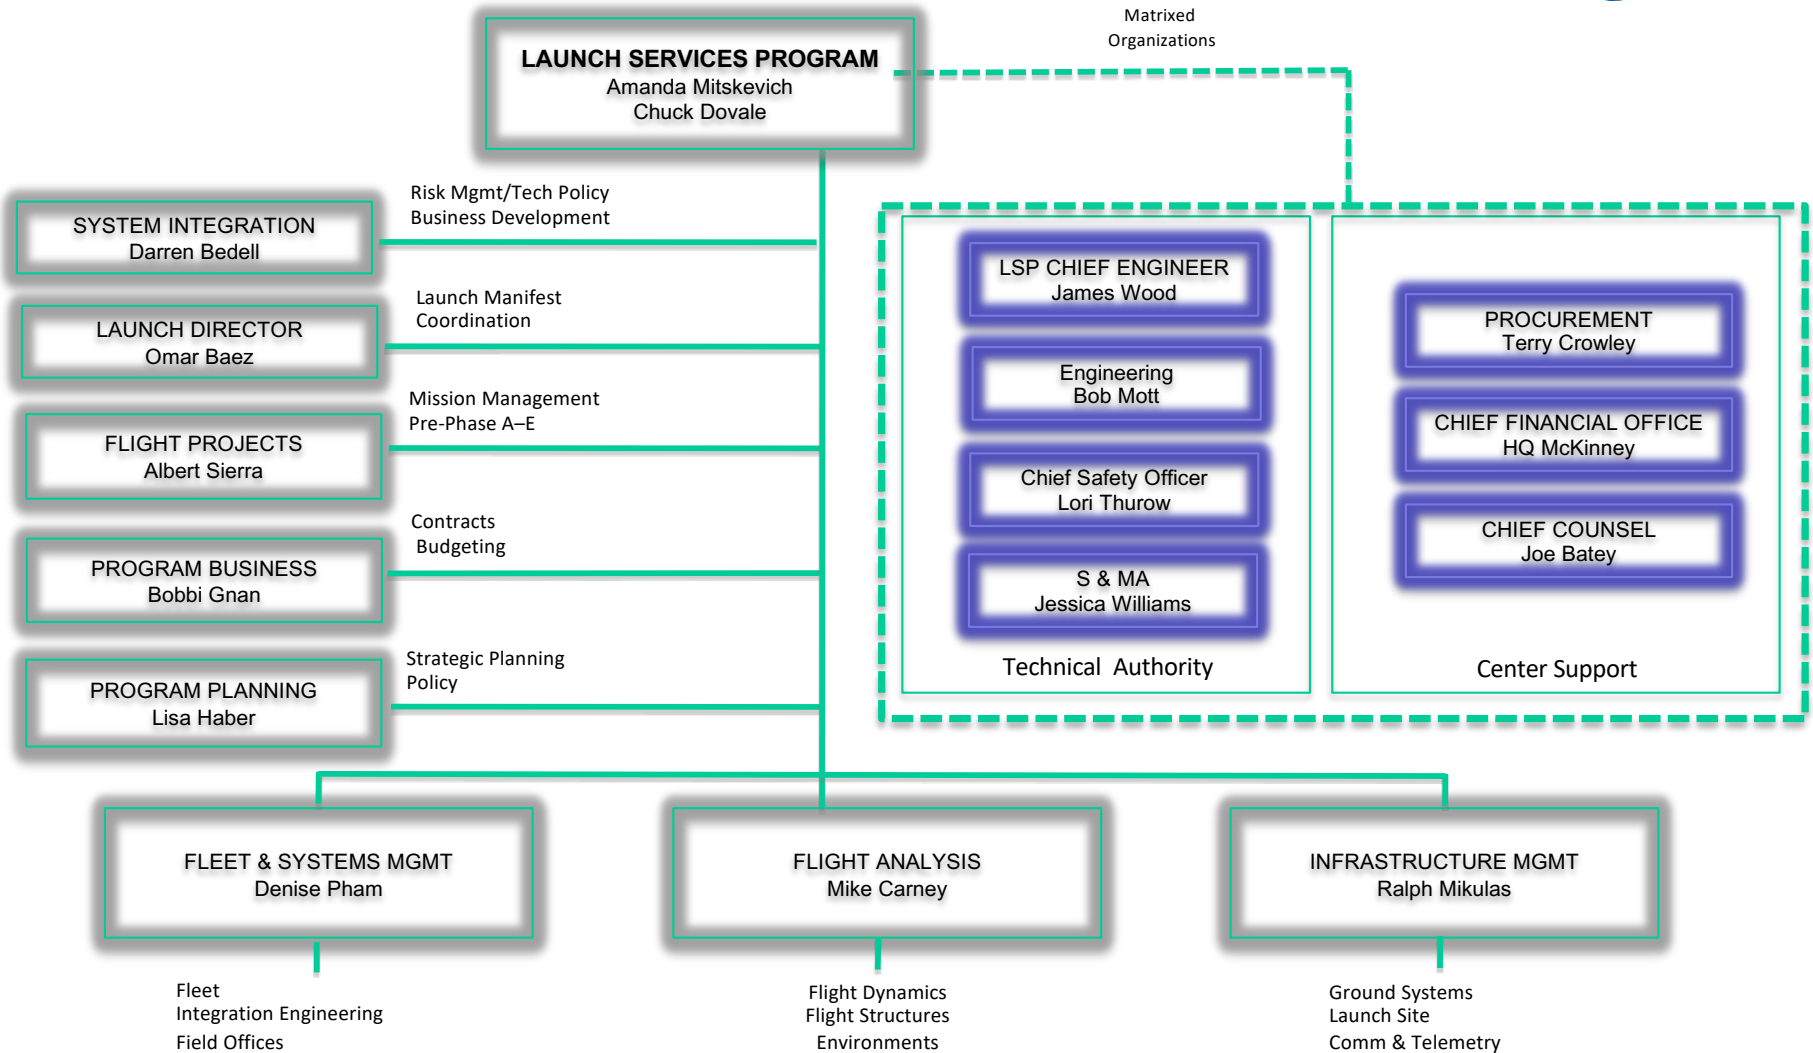 Matrixed
Organizations
LAUNCH SERVICES PROGRAM
Amanda Mitskevich
Chuck Dovale
Risk Mgmt/Tech Policy
Business Development
SYSTEM INTEGRATION
Darren Bedell
Launch Manifest
Coordination
LAUNCH DIRECTOR
Omar Baez
Mission Management
Pre-Phase A–E
FLIGHT PROJECTS
Albert Sierra
Contracts
Budgeting
PROGRAM BUSINESS
Bobbi Gnan
Strategic Planning
Policy
PROGRAM PLANNING
Lisa Haber
LSP CHIEF ENGINEER
James Wood
Engineering
Bob Mott
Chief Safety Officer
Lori Thurow
S & MA
Jessica Williams
Technical Authority
PROCUREMENT
Terry Crowley
CHIEF FINANCIAL OFFICE
HQ McKinney
CHIEF COUNSEL
Joe Batey
Center Support
FLEET & SYSTEMS MGMT
Denise Pham
Fleet
Integration Engineering
Field Offices
FLIGHT ANALYSIS
Mike Carney
Flight Dynamics
Flight Structures
Environments
INFRASTRUCTURE MGMT
Ralph Mikulas
Ground Systems
Launch Site
Comm & Telemetry